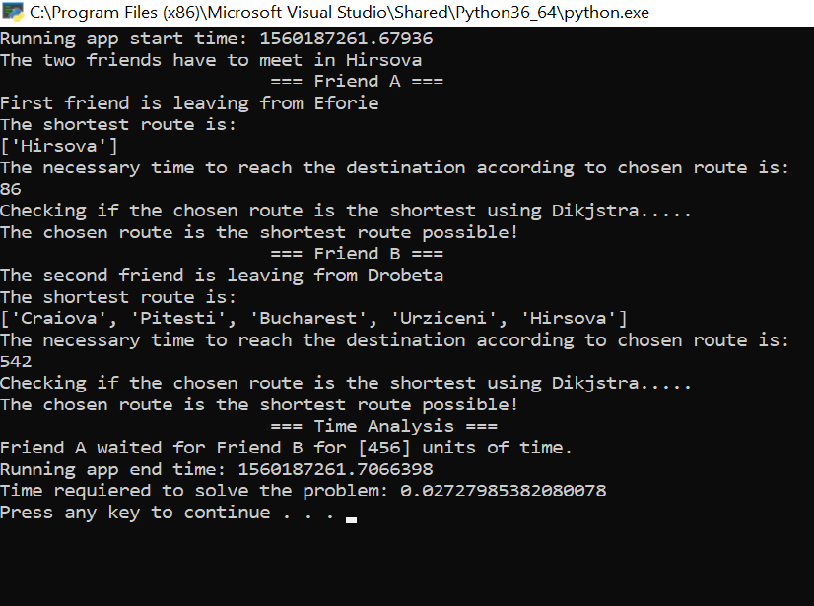 C:\Program Files (x86)\Microsoft Visual Studio\Shared\Python36_64\python.exe
Running app start time: 1560187261.67936
The two friends have to meet in Hirsova
=== Friend A ===
First friend is leaving from Eforie
The shortest route is:
['Hirsova']
The necessary time to reach the destination according to chosen route is:
86
Checking if the chosen route is the shortest using Dikjstra.....
The chosen route is the shortest route possible!
=== Friend B ===
The second friend is leaving from Drobeta
The shortest route is:
['Craiova', 'Pitesti', 'Bucharest', 'Urziceni', 'Hirsova']
The necessary time to reach the destination according to chosen route is:
542
Checking if the chosen route is the shortest using Dikjstra.....
The chosen route is the shortest route possible!
=== Time Analysis ===
Friend A waited for Friend B for [456] units of time.
Running app end time: 1560187261.7066398
Time requiered to solve the problem: 0.02727985382080078
Press any key to continue . . .